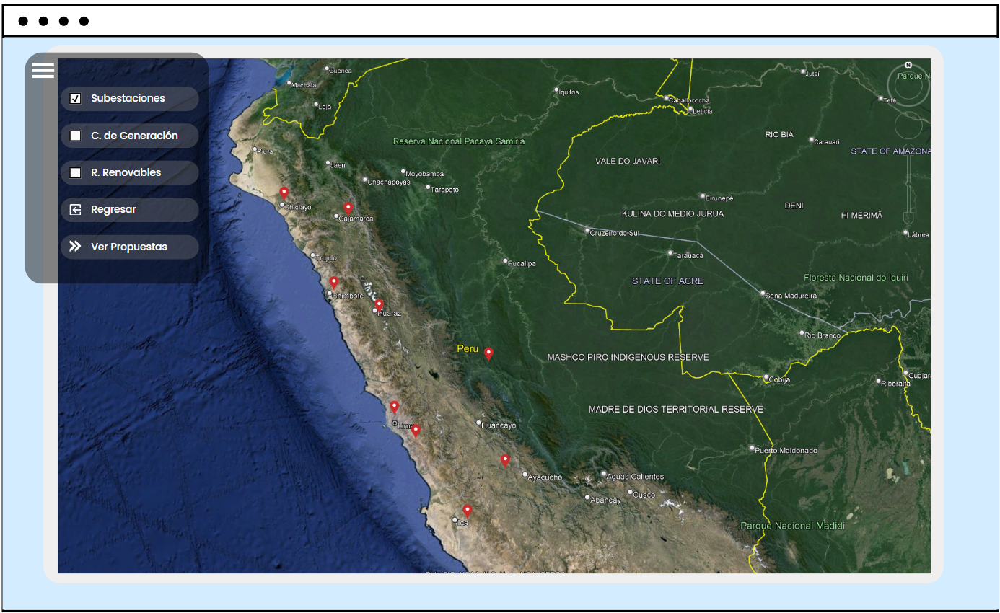 Subestaciones
C. de Generación
R. Renovables
Regresar
Ver Propuestas
N
Cuenca
Machala
Loja
Iquitos
Jutai
Parque N
Caballococha
Leticia
Tefé
Reserva Nacional Pacaya Samiria
RIO BIÁ
Carauari
STATE OF AMAZONA
Piura
VALE DO JAVARI
Jaen
Moyobamba
Chachapoyas
Tarapoto
Eirunepé
Chiclayo
DENI
Cajamarca
KULINA DO MEDIO JURUA
HI MERIMÃ
Cruzeiro do Sul
Lábrea
Trujillo
Tarauacá
Pucallpa
STATE OF ACRE
Floresta Nacional do Iquiri
Chimbote
Sena Madureira
Huaraz
Rio Branco
Peru
MASHCO PIRO INDIGENOUS RESERVE
Cobija
Guajar
Riberalta
MADRE DE DIOS TERRITORIAL RESERVE
Lima
Huancayo
Puerto Maldonado
Ayacucho
Aguas Calientes
Abancay
Cusco
Ica
Parque Nacional Madidi